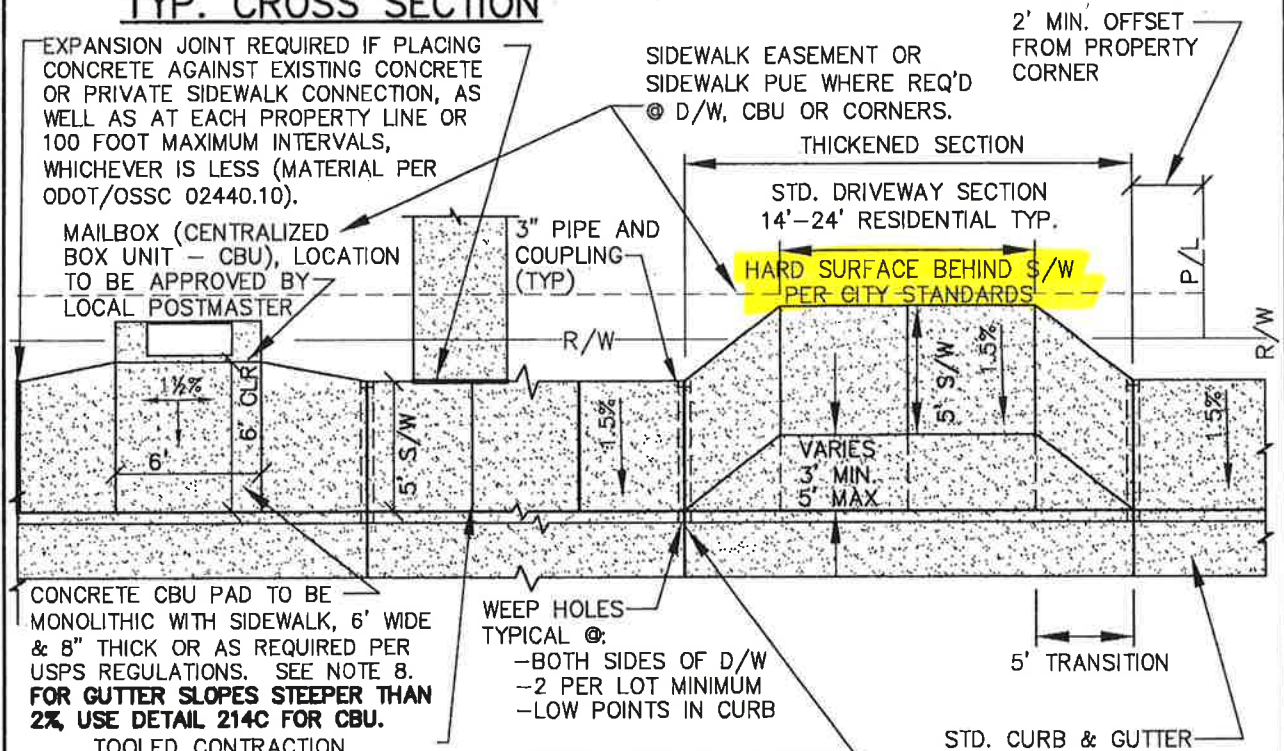 TYP. CROSS SECTION
EXPANSION JOINT REQUIRED IF PLACING
CONCRETE AGAINST EXISTING CONCRETE
OR PRIVATE SIDEWALK CONNECTION, AS
WELL AS AT EACH PROPERTY LINE OR
100 FOOT MAXIMUM INTERVALS,
WHICHEVER IS LESS (MATERIAL PER
ODOT/OSSC 02440.10).
SIDEWALK EASEMENT OR
SIDEWALK PUE WHERE REQ'D
@ D/W, CBU OR CORNERS.
2' MIN. OFFSET
FROM PROPERTY
CORNER
THICKENED SECTION
STD. DRIVEWAY SECTION
14'-24' RESIDENTIAL TYP.
MAILBOX (CENTRALIZED
BOX UNIT - CBU), LOCATION
TO BE APPROVED BY
LOCAL POSTMASTER
3" PIPE AND
COUPLING
(TYP)
HARD SURFACE BEHIND S/W
PER CITY STANDARDS
P/L
R/W
R/W
1½%
6' CLR
6'
5' S/W
1.5%
5' S/W
1.5%
1.5%
VARIES
3' MIN.
5' MAX
CONCRETE CBU PAD TO BE
MONOLITHIC WITH SIDEWALK, 6' WIDE
& 8" THICK OR AS REQUIRED PER
USPS REGULATIONS. SEE NOTE 8.
FOR GUTTER SLOPES STEEPER THAN
2%, USE DETAIL 214C FOR CBU.
TOOLED CONTRACTION
WEEP HOLES
TYPICAL @:
-BOTH SIDES OF D/W
-2 PER LOT MINIMUM
-LOW POINTS IN CURB
5' TRANSITION
STD. CURB & GUTTER